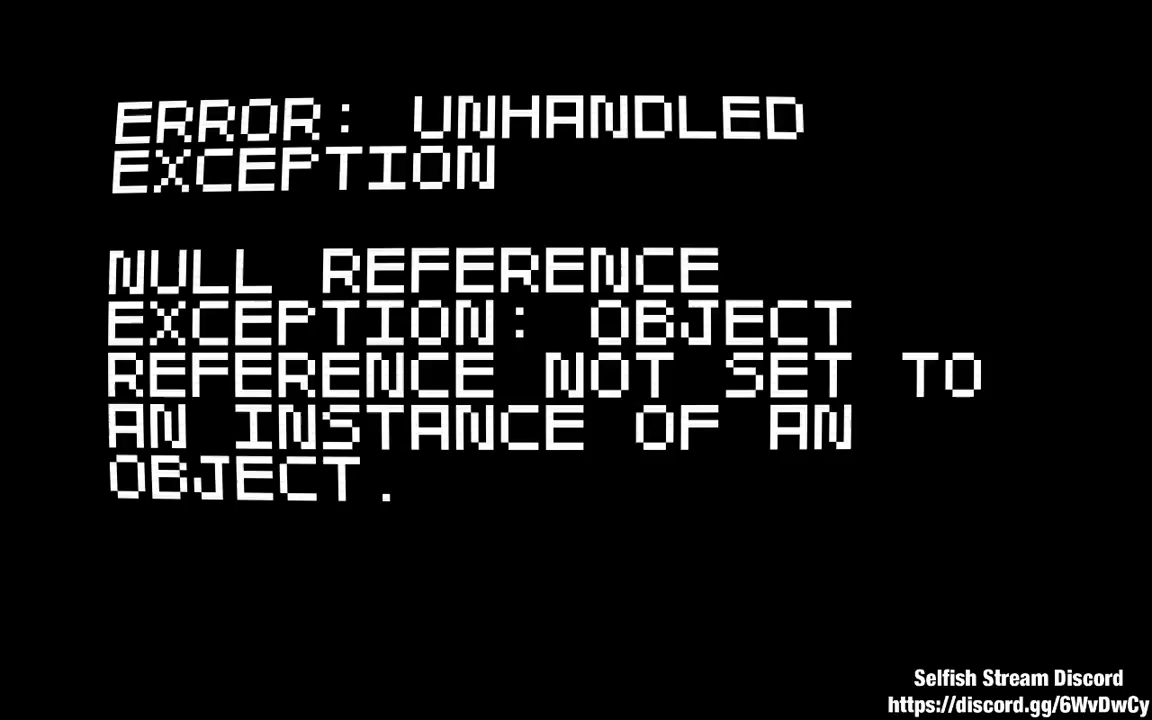 ERROR: UNHANDLED
EXCEPTION
NULL REFERENCE
EXCEPTION: OBJECT
REFERENCE NOT SET TO
AN INSTANCE OF AN
OBJECT.
Selfish Stream Discord
https://discord.gg/6WvDwCy